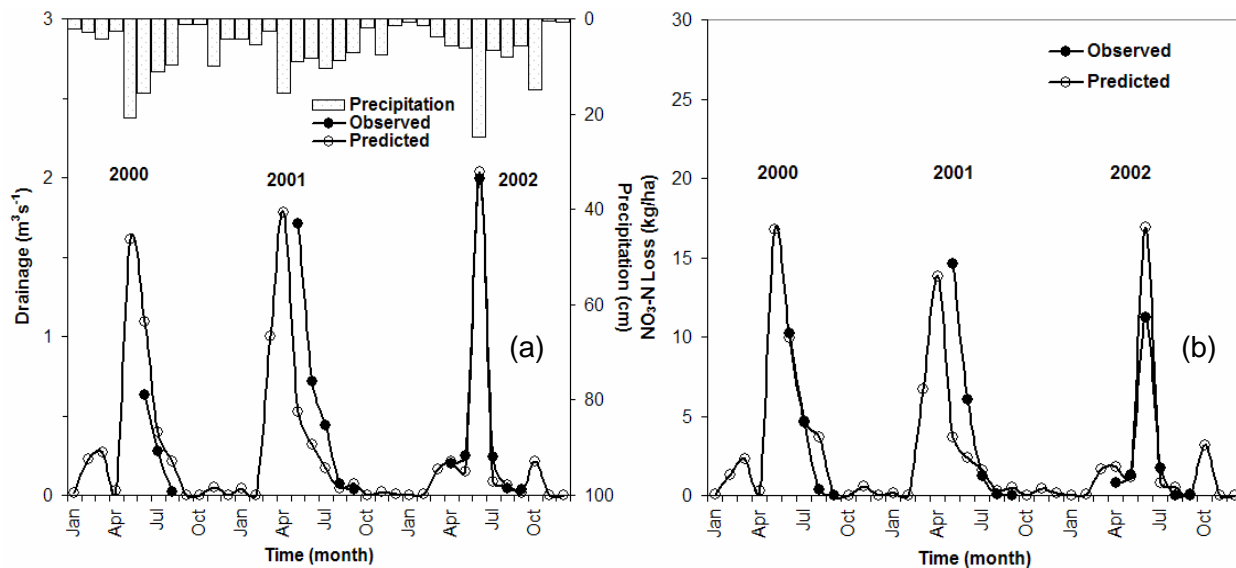 3
2
1
0
Drainage (m³s⁻¹)
0
20
40
60
80
100
Precipitation (cm)
Precipitation
Observed
Predicted
2000
2001
2002
(a)
Jan
Apr
Jul
Oct
Jan
Apr
Jul
Oct
Jan
Apr
Jul
Oct
Time (month)
30
25
20
15
10
5
0
NO₃-N Loss (kg/ha)
Observed
Predicted
2000
2001
2002
(b)
Jan
Apr
Jul
Oct
Jan
Apr
Jul
Oct
Jan
Apr
Jul
Oct
Time (month)